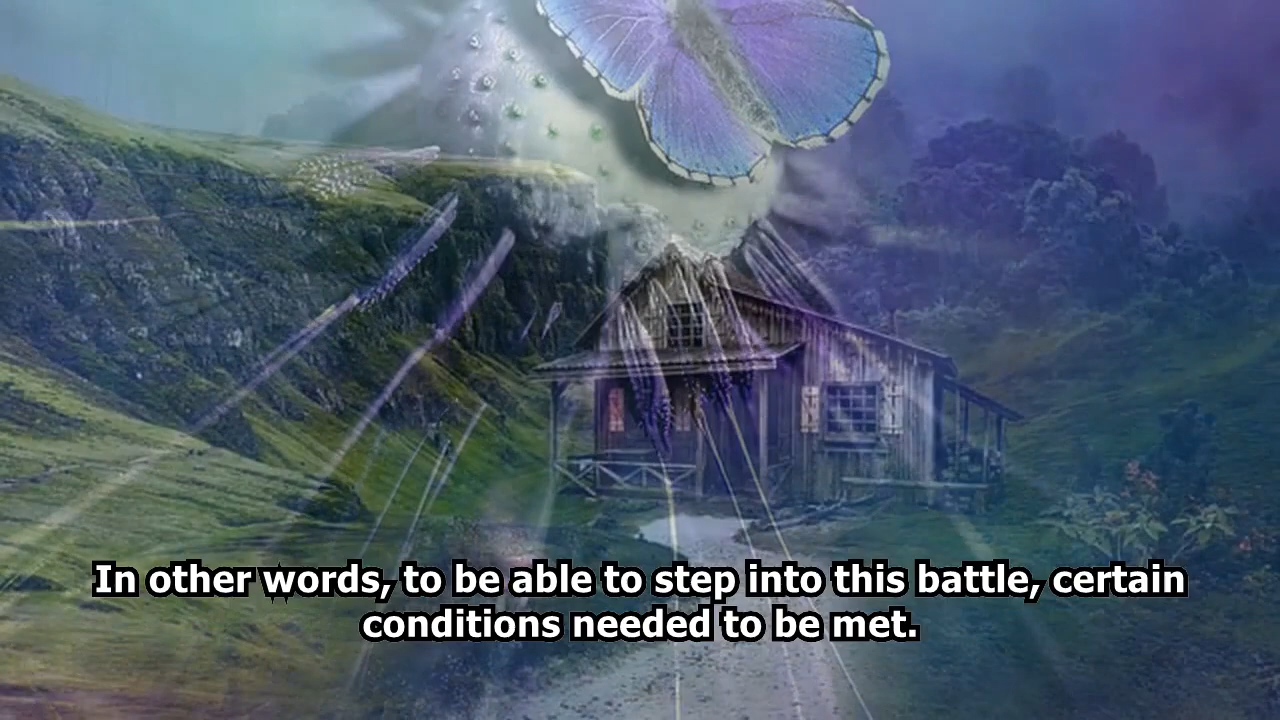 In other words, to be able to step into this battle, certain
conditions needed to be met.